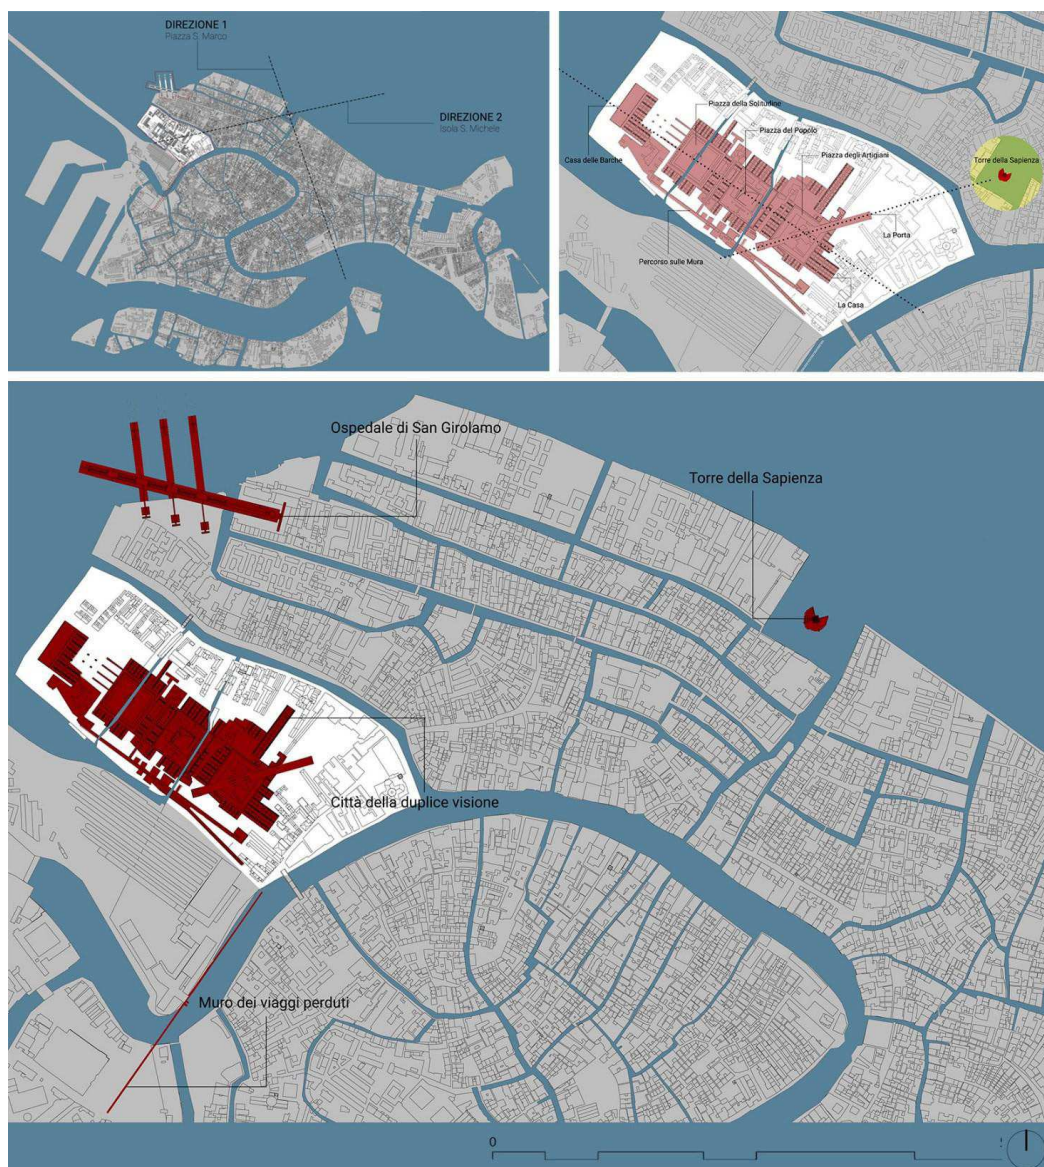 DIREZIONE 1
Piazza S. Marco
DIREZIONE 2
Isola S. Michele
Piazza della Solitudine
Piazza del Popolo
Casa delle Barche
Piazza degli Artigiani
Torre della Sapienza
La Porta
Percorso sulle Mura
La Casa
Ospedale di San Girolamo
Torre della Sapienza
Città della duplice visione
Muro dei viaggi perduti
0